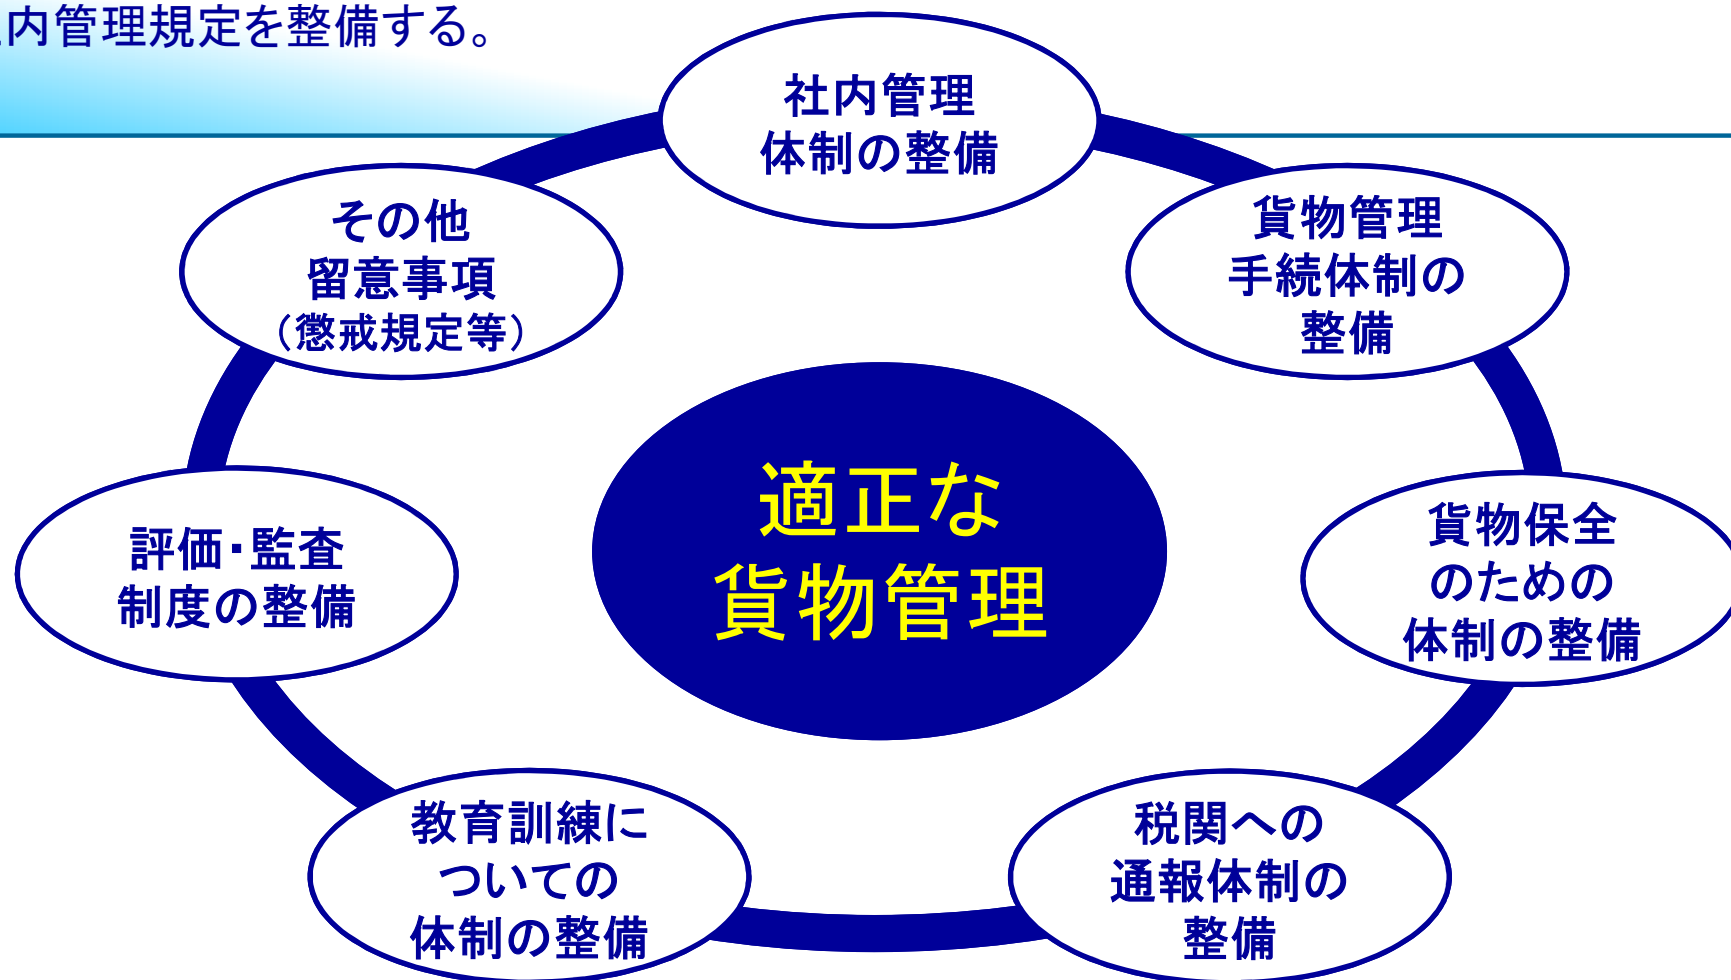 内管理規定を整備する。
社内管理
体制の整備
貨物管理
手続体制の
整備
貨物保全
のための
体制の整備
税関への
通報体制の
整備
教育訓練に
ついての
体制の整備
評価・監査
制度の整備
その他
留意事項
（懲戒規定等）
適正な
貨物管理